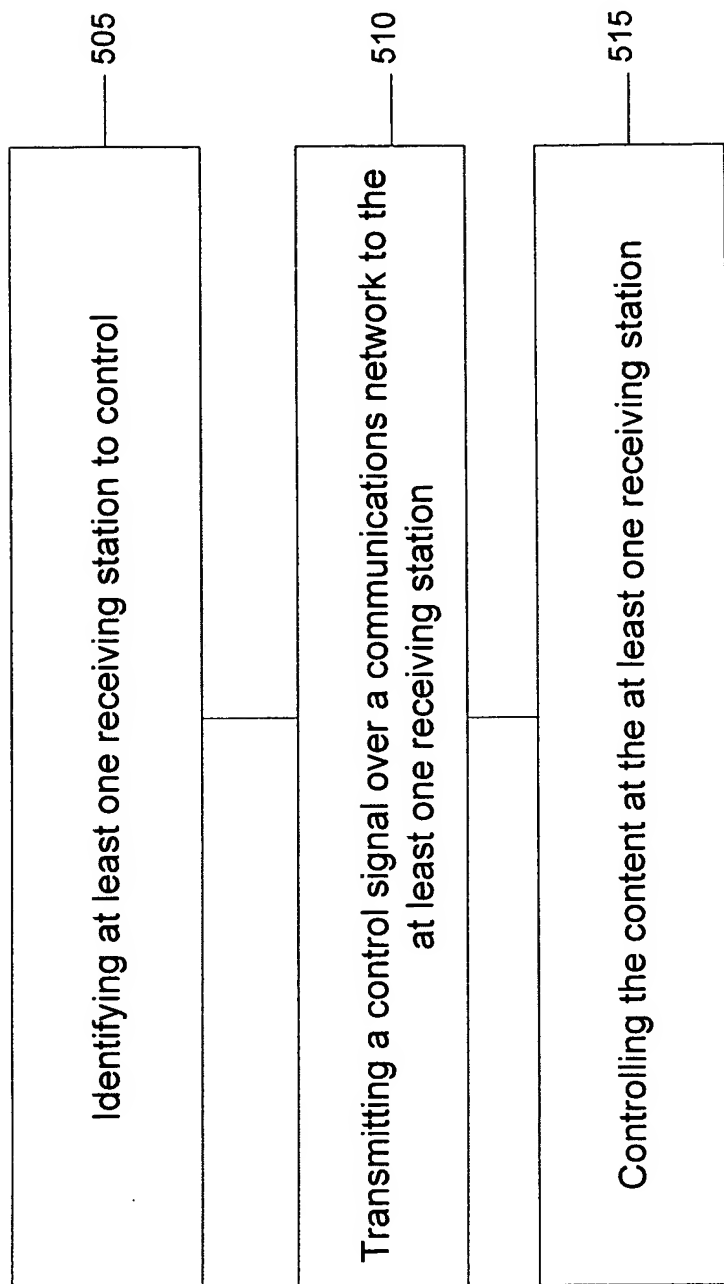 Identifying at least one receiving station to control
505
Transmitting a control signal over a communications network to the
at least one receiving station
510
Controlling the content at the at least one receiving station
515